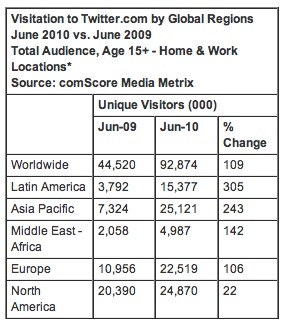 Visitation to Twitter.com by Global Regions
June 2010 vs. June 2009
Total Audience, Age 15+ - Home & Work
Locations*
Source: comScore Media Metrix
Unique Visitors (000)
Jun-09 Jun-10 %
Change
Worldwide 44,520 92,874 109
Latin America 3,792 15,377 305
Asia Pacific 7,324 25,121 243
Middle East - 2,058 4,987 142
Africa
Europe 10,956 22,519 106
North 20,390 24,870 22
America